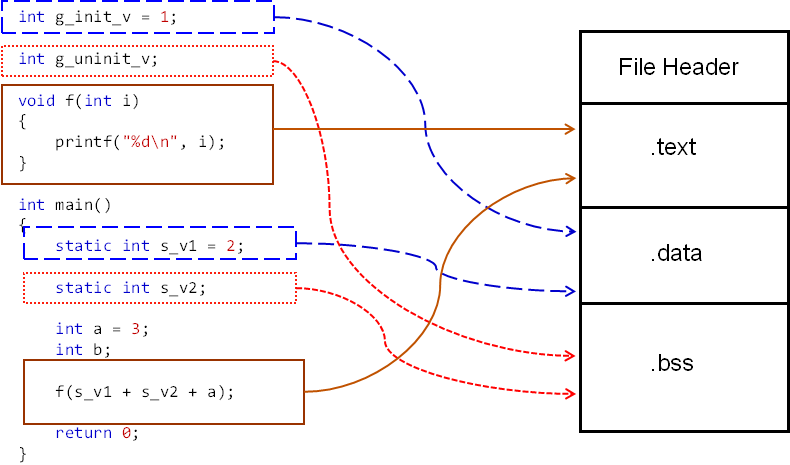 int g_init_v = 1;
int g_uninit_v;
void f(int i)
{
    printf("%d\n", i);
}
int main()
{
    static int s_v1 = 2;
    static int s_v2;
    int a = 3;
    int b;
    f(s_v1 + s_v2 + a);
    return 0;
}
File Header
.text
.data
.bss